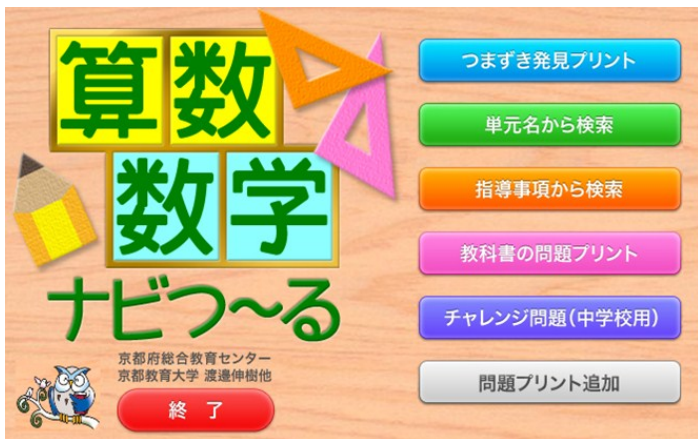 算数
数学
ナビつ～る
京都府総合教育センター
京都教育大学 渡邊伸樹他
終 了
つまずき発見プリント
単元名から検索
指導事項から検索
教科書の問題プリント
チャレンジ問題(中学校用)
問題プリント追加